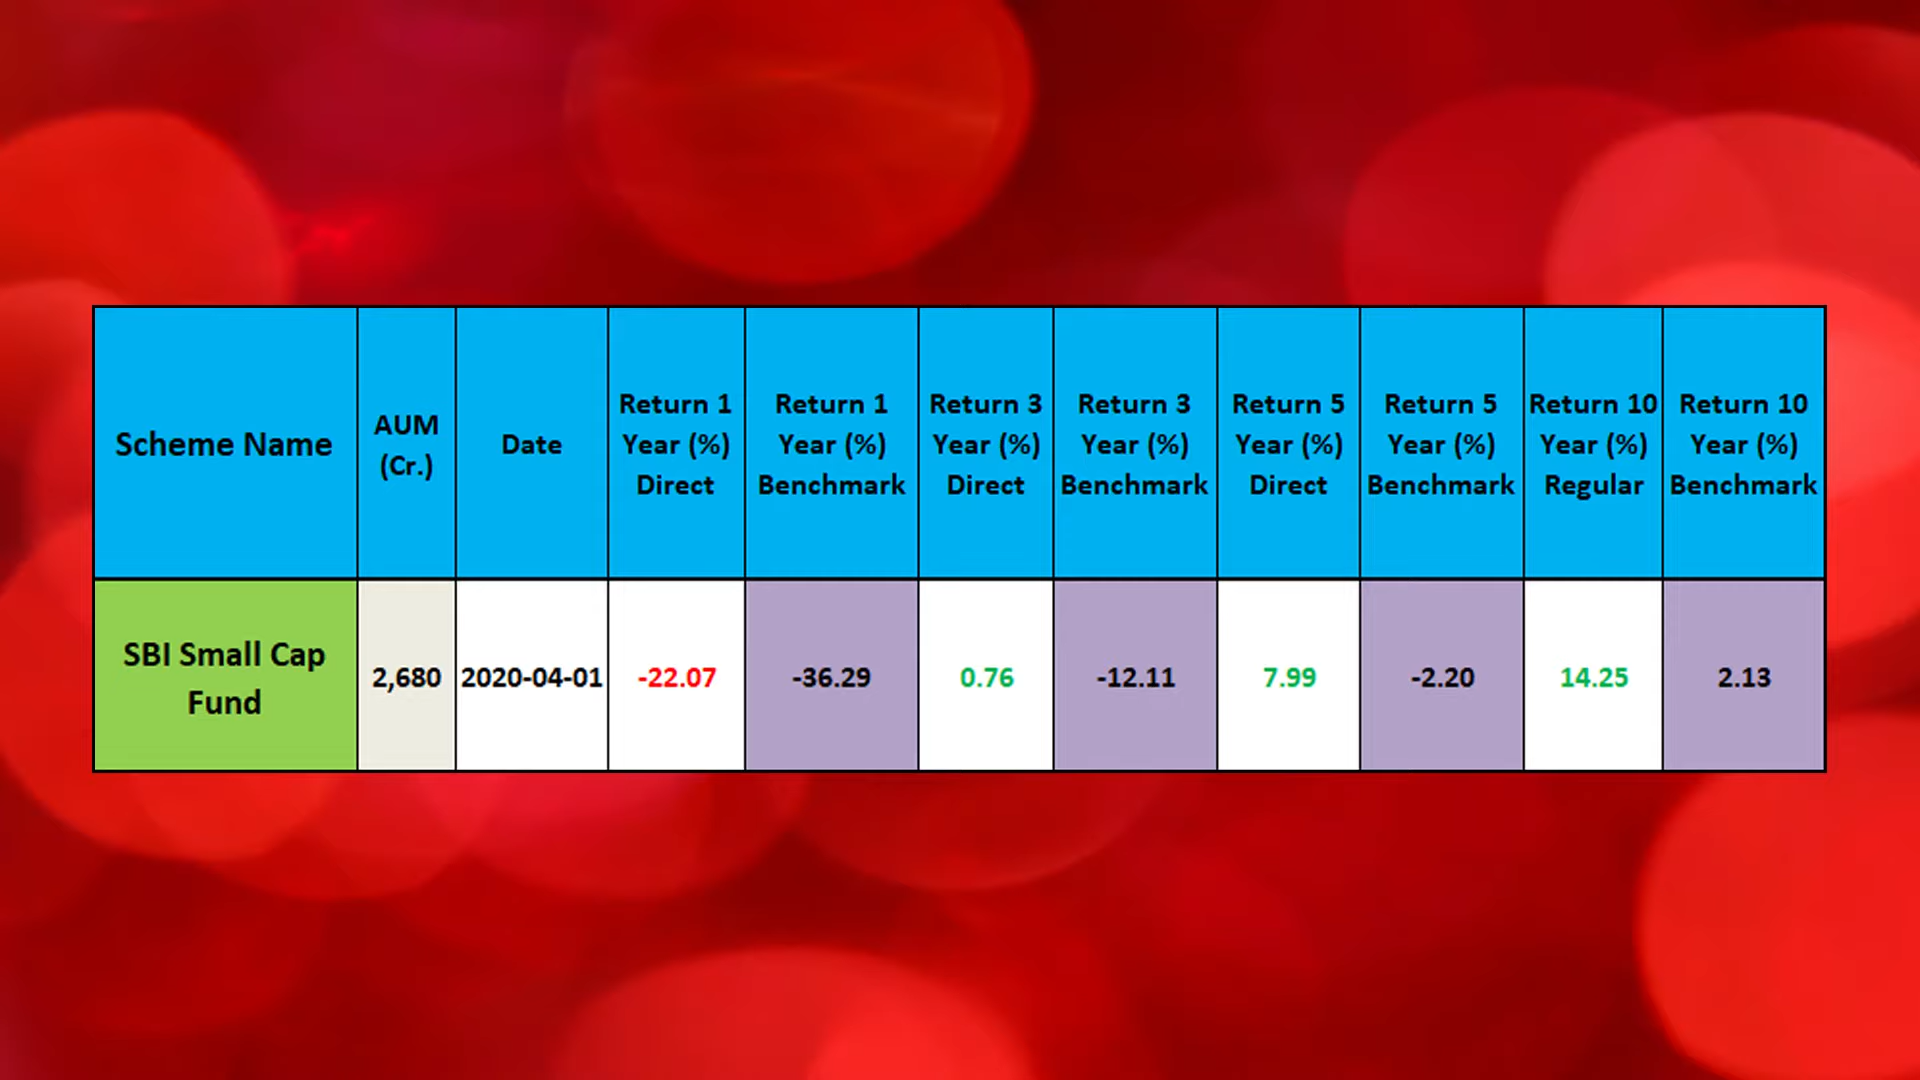 Scheme Name
AUM
(Cr.)
Date
Return 1
Year (%)
Direct
Return 1
Year (%)
Benchmark
Return 3
Year (%)
Direct
Return 3
Year (%)
Benchmark
Return 5
Year (%)
Direct
Return 5
Year (%)
Benchmark
Return 10
Year (%)
Regular
Return 10
Year (%)
Benchmark
SBI Small Cap
Fund
2,680
2020-04-01
-22.07
-36.29
0.76
-12.11
7.99
-2.20
14.25
2.13